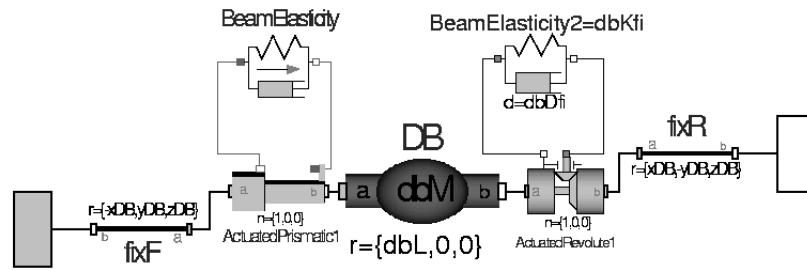 BeamElasticity
BeamElasticity2=dbKfi
d=dbDfi
DB
fixR
a
b
r={xDB,-yDB,zDB}
a
b
a
dbM
b
a
b
r={-xDB,yDB,zDB}
b
a
fixF
n={1,0,0}
ActuatedPrismatic1
r={dbL,0,0}
n={1,0,0}
ActuatedRevolute1